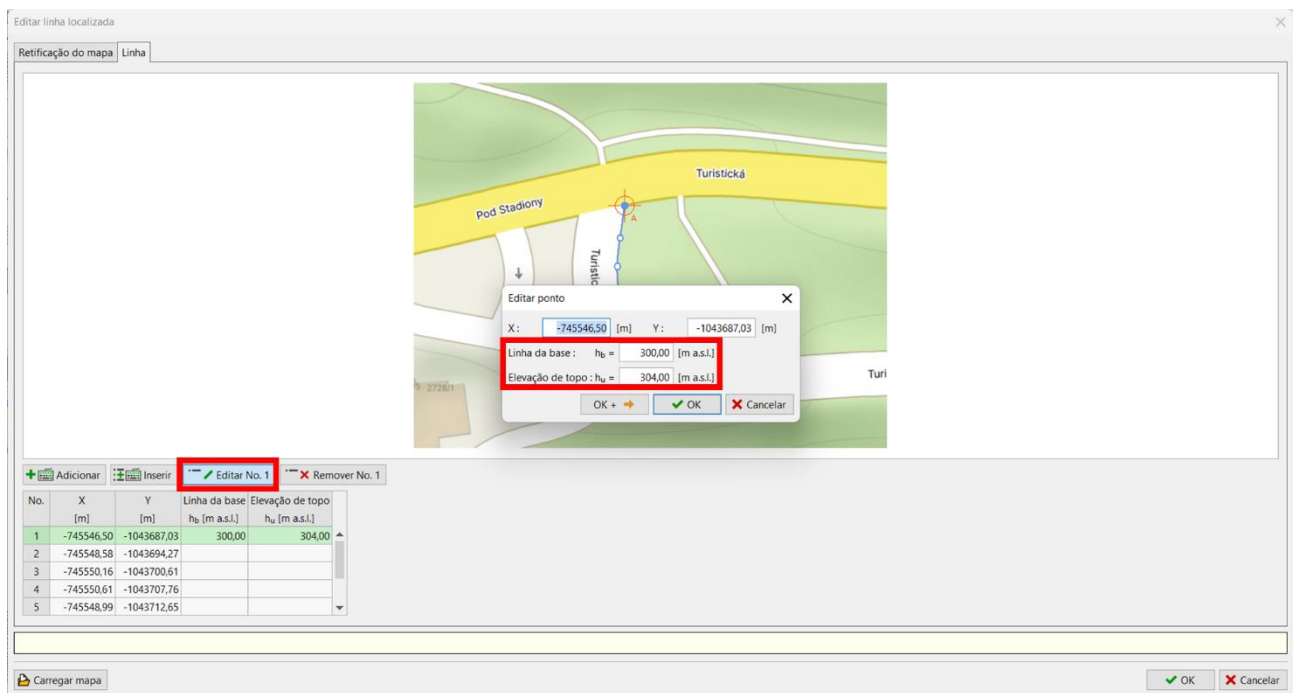 Editar linha localizada
Retificação do mapa Linha
Turistická
Pod Stadiony
A
Turistic
Editar ponto
X: -745546,50 [m] Y: -1043687,03 [m]
Linha da base : hb = 300,00 [m a.s.l.]
Elevação de topo : hu = 304,00 [m a.s.l.]
Turi
2728/1
OK + OK Cancelar
Adicionar Inserir Editar No. 1 Remover No. 1
No. X Y Linha da base Elevação de topo
[m] [m] hb [m a.s.l.] hu [m a.s.l.]
1 -745546,50 -1043687,03 300,00 304,00
2 -745548,58 -1043694,27
3 -745550,16 -1043700,61
4 -745550,61 -1043707,76
5 -745548,99 -1043712,65
Carregar mapa OK Cancelar